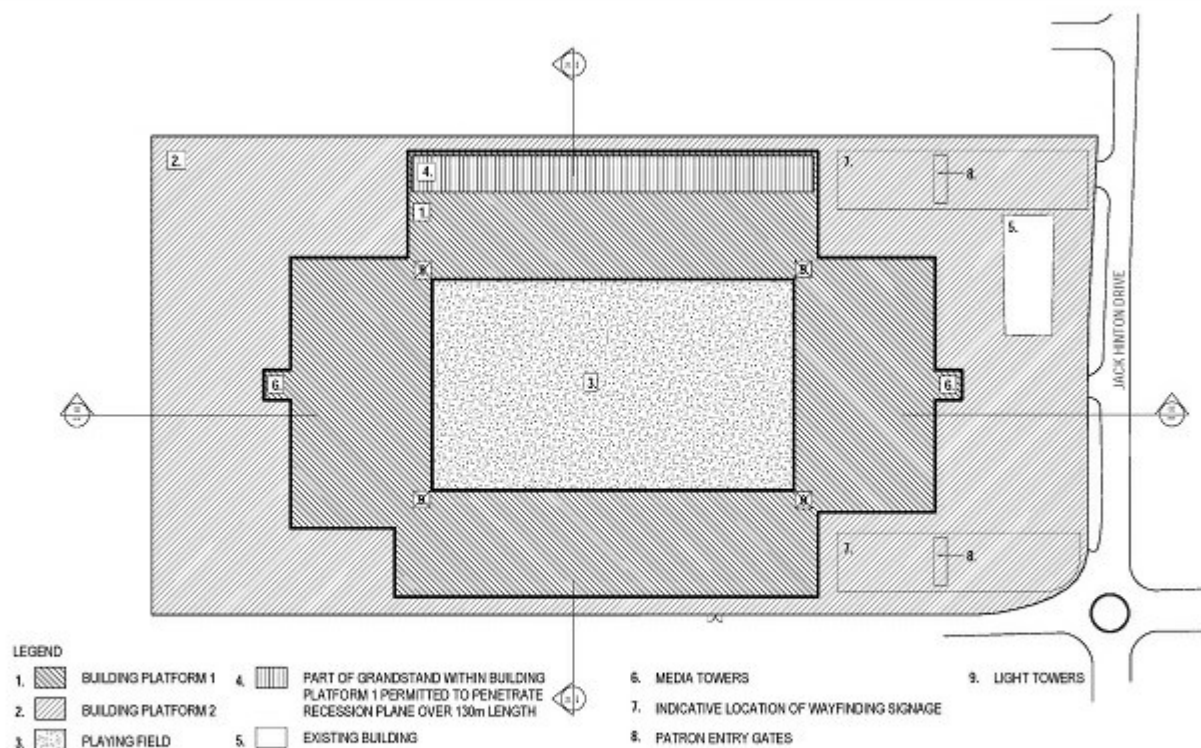 2.
4.
1.
7.
8.
5.
9.
9.
3.
6.
6.
JACK HINTON DRIVE
9.
9.
7.
8.
LEGEND
1. BUILDING PLATFORM 1
2. BUILDING PLATFORM 2
3. PLAYING FIELD
4. PART OF GRANDSTAND WITHIN BUILDING
PLATFORM 1 PERMITTED TO PENETRATE
RECESSION PLANE OVER 130m LENGTH
5. EXISTING BUILDING
6. MEDIA TOWERS
7. INDICATIVE LOCATION OF WAYFINDING SIGNAGE
8. PATRON ENTRY GATES
9. LIGHT TOWERS